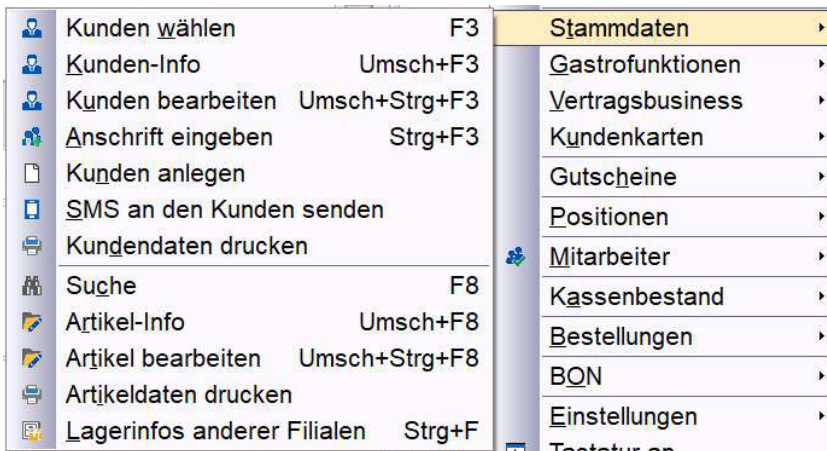 Kunden wählen F3
Kunden-Info Umsch+F3
Kunden bearbeiten Umsch+Strg+F3
Anschrift eingeben Strg+F3
Kunden anlegen
SMS an den Kunden senden
Kundendaten drucken
Suche F8
Artikel-Info Umsch+F8
Artikel bearbeiten Umsch+Strg+F8
Artikeldaten drucken
Lagerinfos anderer Filialen Strg+F
Stammdaten
Gastrofunktionen
Vertragsbusiness
Kundenkarten
Gutscheine
Positionen
Mitarbeiter
Kassenbestand
Bestellungen
BON
Einstellungen
Tastatur an